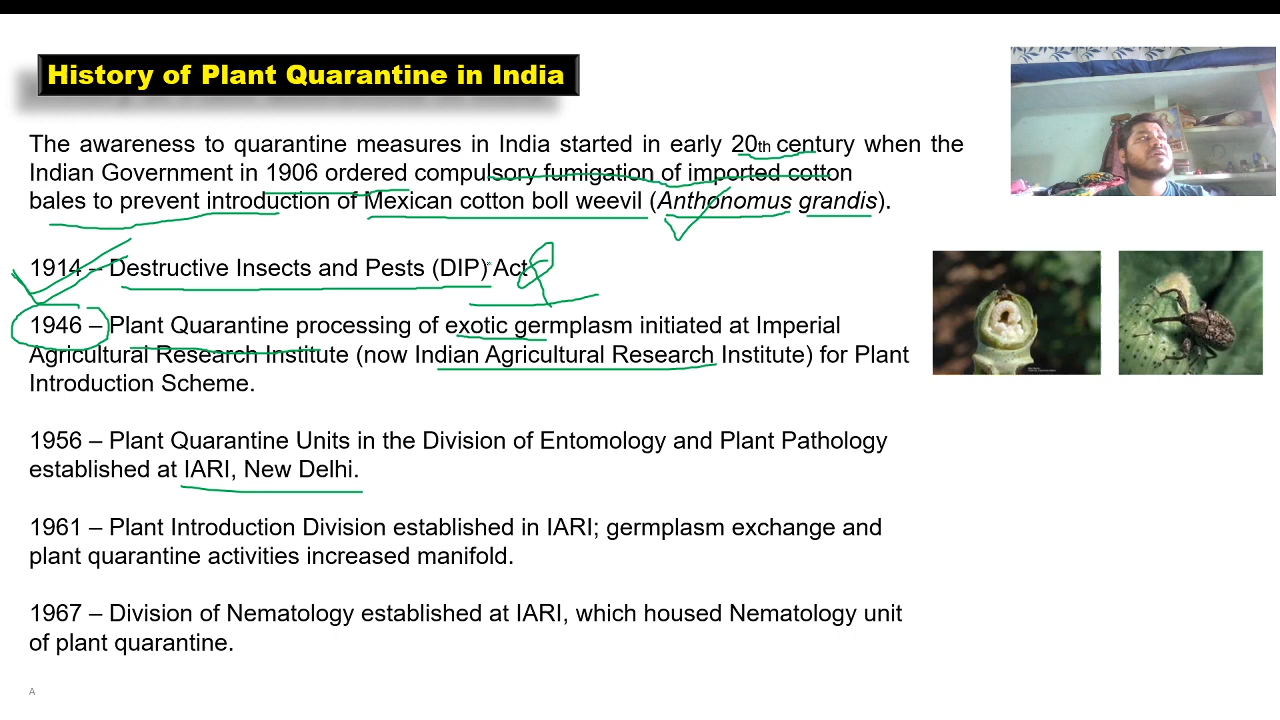 History of Plant Quarantine in India
The awareness to quarantine measures in India started in early 20th century when the
Indian Government in 1906 ordered compulsory fumigation of imported cotton
bales to prevent introduction of Mexican cotton boll weevil (Anthonomus grandis).
1914 – Destructive Insects and Pests (DIP) Act
1946 – Plant Quarantine processing of exotic germplasm initiated at Imperial
Agricultural Research Institute (now Indian Agricultural Research Institute) for Plant
Introduction Scheme.
1956 – Plant Quarantine Units in the Division of Entomology and Plant Pathology
established at IARI, New Delhi.
1961 – Plant Introduction Division established in IARI; germplasm exchange and
plant quarantine activities increased manifold.
1967 – Division of Nematology established at IARI, which housed Nematology unit
of plant quarantine.
A